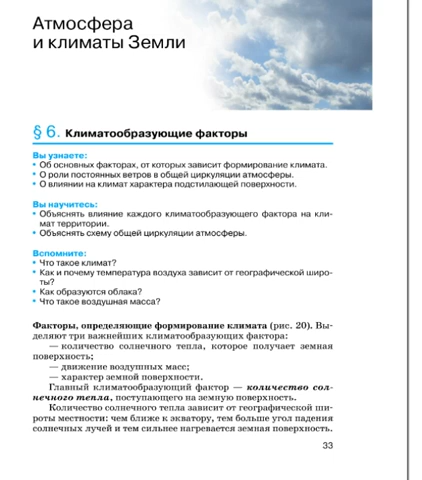 Атмосфера
и климаты Земли
§ 6. Климатообразующие факторы
Вы узнаете:
• Об основных факторах, от которых зависит формирование климата.
• О роли постоянных ветров в общей циркуляции атмосферы.
• О влиянии на климат характера подстилающей поверхности.
Вы научитесь:
• Объяснять влияние каждого климатообразующего фактора на кли-
мат территории.
• Объяснять схему общей циркуляции атмосферы.
Вспомните:
• Что такое климат?
• Как и почему температура воздуха зависит от географической широ-
ты?
• Как образуются облака?
• Что такое воздушная масса?
Факторы, определяющие формирование климата (рис. 20). Вы-
деляют три важнейших климатообразующих фактора:
— количество солнечного тепла, которое получает земная
поверхность;
— движение воздушных масс;
— характер земной поверхности.
Главный климатообразующий фактор — количество сол-
нечного тепла, поступающего на земную поверхность.
Количество солнечного тепла зависит от географической ши-
роты местности: чем ближе к экватору, тем больше угол падения
солнечных лучей и тем сильнее нагревается земная поверхность.
33